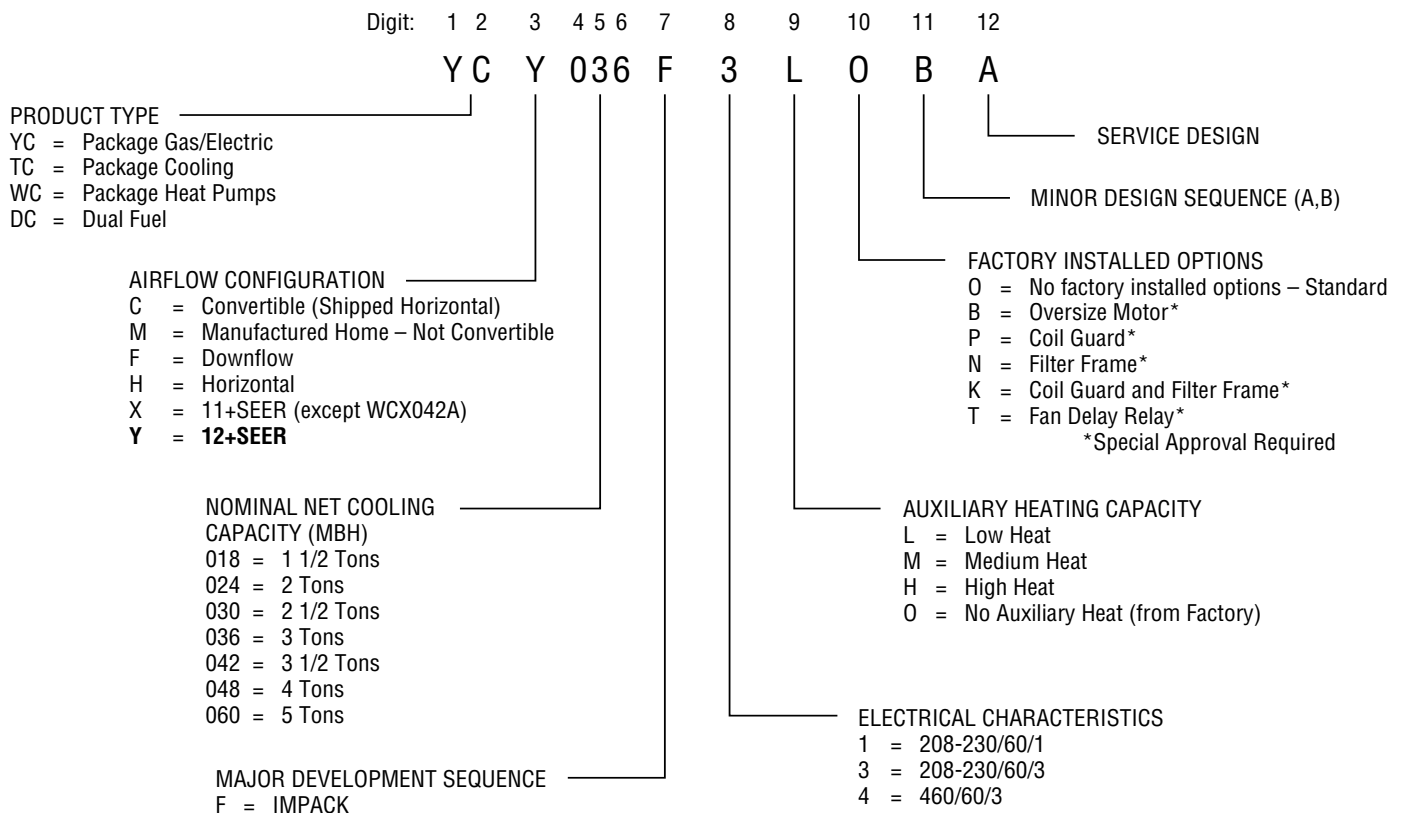 Digit: 1 2 3 4 5 6 7 8 9 10 11 12
Y C Y 036 F 3 L O B A
PRODUCT TYPE
YC = Package Gas/Electric
TC = Package Cooling
WC = Package Heat Pumps
DC = Dual Fuel
SERVICE DESIGN
MINOR DESIGN SEQUENCE (A,B)
AIRFLOW CONFIGURATION
C = Convertible (Shipped Horizontal)
M = Manufactured Home – Not Convertible
F = Downflow
H = Horizontal
X = 11+SEER (except WCX042A)
Y = 12+SEER
FACTORY INSTALLED OPTIONS
O = No factory installed options – Standard
B = Oversize Motor*
P = Coil Guard*
N = Filter Frame*
K = Coil Guard and Filter Frame*
T = Fan Delay Relay*
*Special Approval Required
NOMINAL NET COOLING
CAPACITY (MBH)
018 = 1 1/2 Tons
024 = 2 Tons
030 = 2 1/2 Tons
036 = 3 Tons
042 = 3 1/2 Tons
048 = 4 Tons
060 = 5 Tons
AUXILIARY HEATING CAPACITY
L = Low Heat
M = Medium Heat
H = High Heat
O = No Auxiliary Heat (from Factory)
MAJOR DEVELOPMENT SEQUENCE
F = IMPACK
ELECTRICAL CHARACTERISTICS
1 = 208-230/60/1
3 = 208-230/60/3
4 = 460/60/3